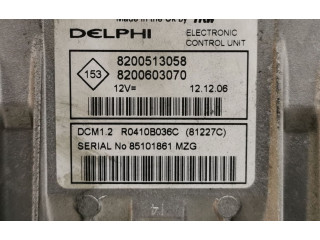 Made in the UK by TRW
DELPHI ELECTRONIC
CONTROL UNIT
153
8200513058
8200603070
12V= 12.12.06
DCM1.2 R0410B036C (81227C)
SERIAL No 85101861 MZG
14